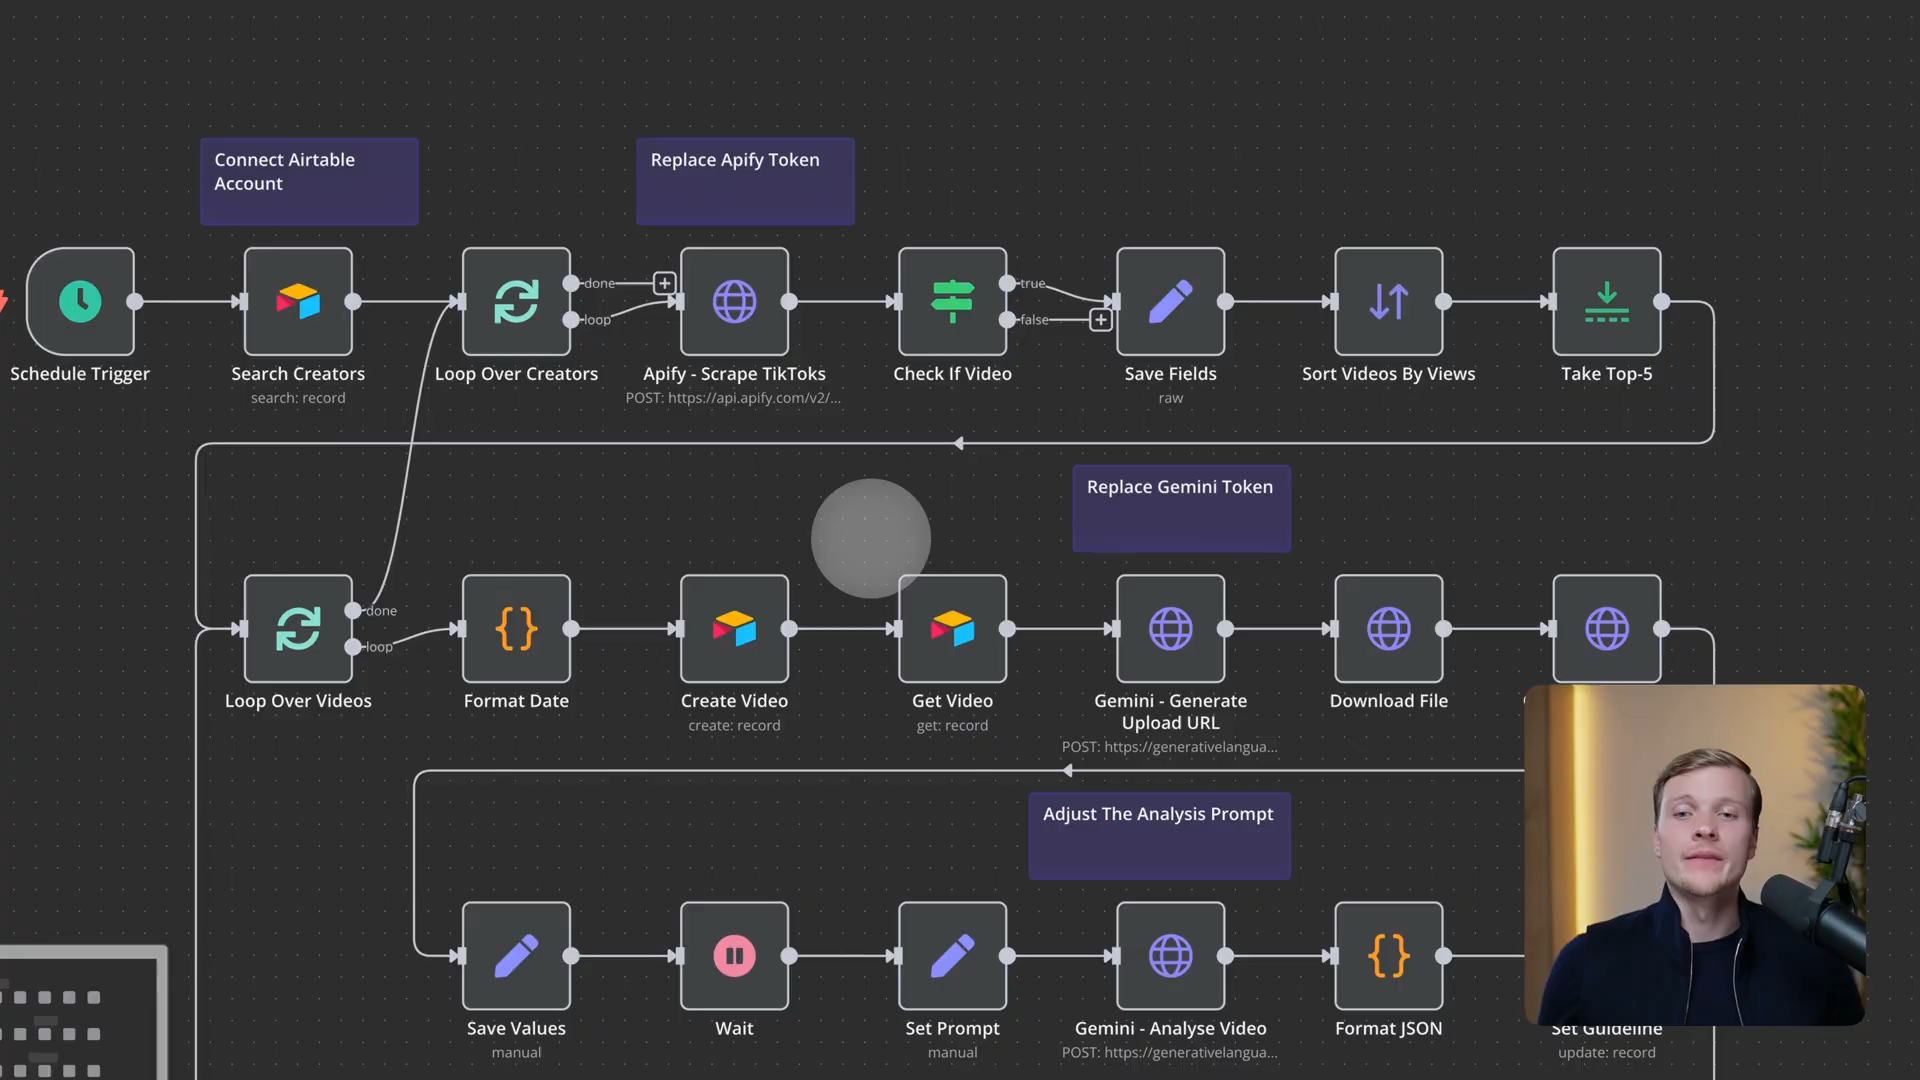 Connect Airtable
Account
Replace Apify Token
done
loop
true
false
Schedule Trigger
Search Creators
search: record
Loop Over Creators
Apify - Scrape TikToks
POST: https://api.apify.com/v2/...
Check If Video
Save Fields
raw
Sort Videos By Views
Take Top-5
Replace Gemini Token
done
loop
Loop Over Videos
Format Date
Create Video
create: record
Get Video
get: record
Gemini - Generate
Upload URL
POST: https://generativelangua...
Download File
Adjust The Analysis Prompt
Save Values
manual
Wait
Set Prompt
manual
Gemini - Analyse Video
POST: https://generativelangua...
Format JSON
Set Guideline
update: record